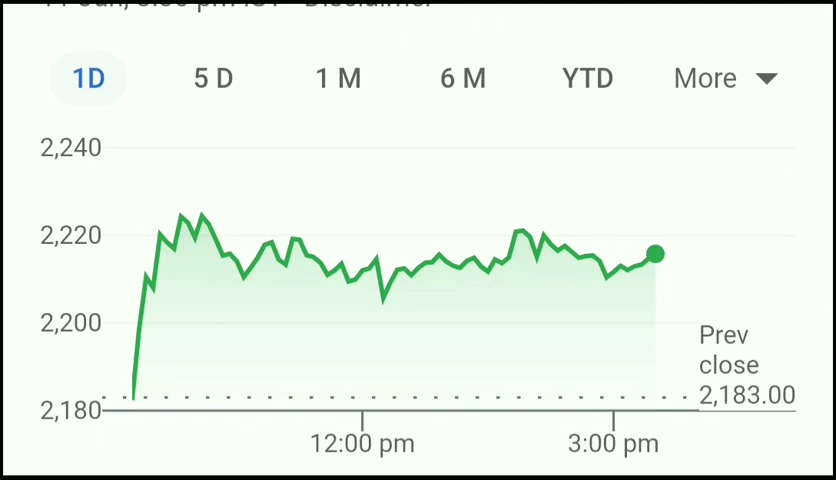 1D 5 D 1 M 6 M YTD More
2,240
2,220
2,200
2,180
Prev
close
2,183.00
12:00 pm 3:00 pm